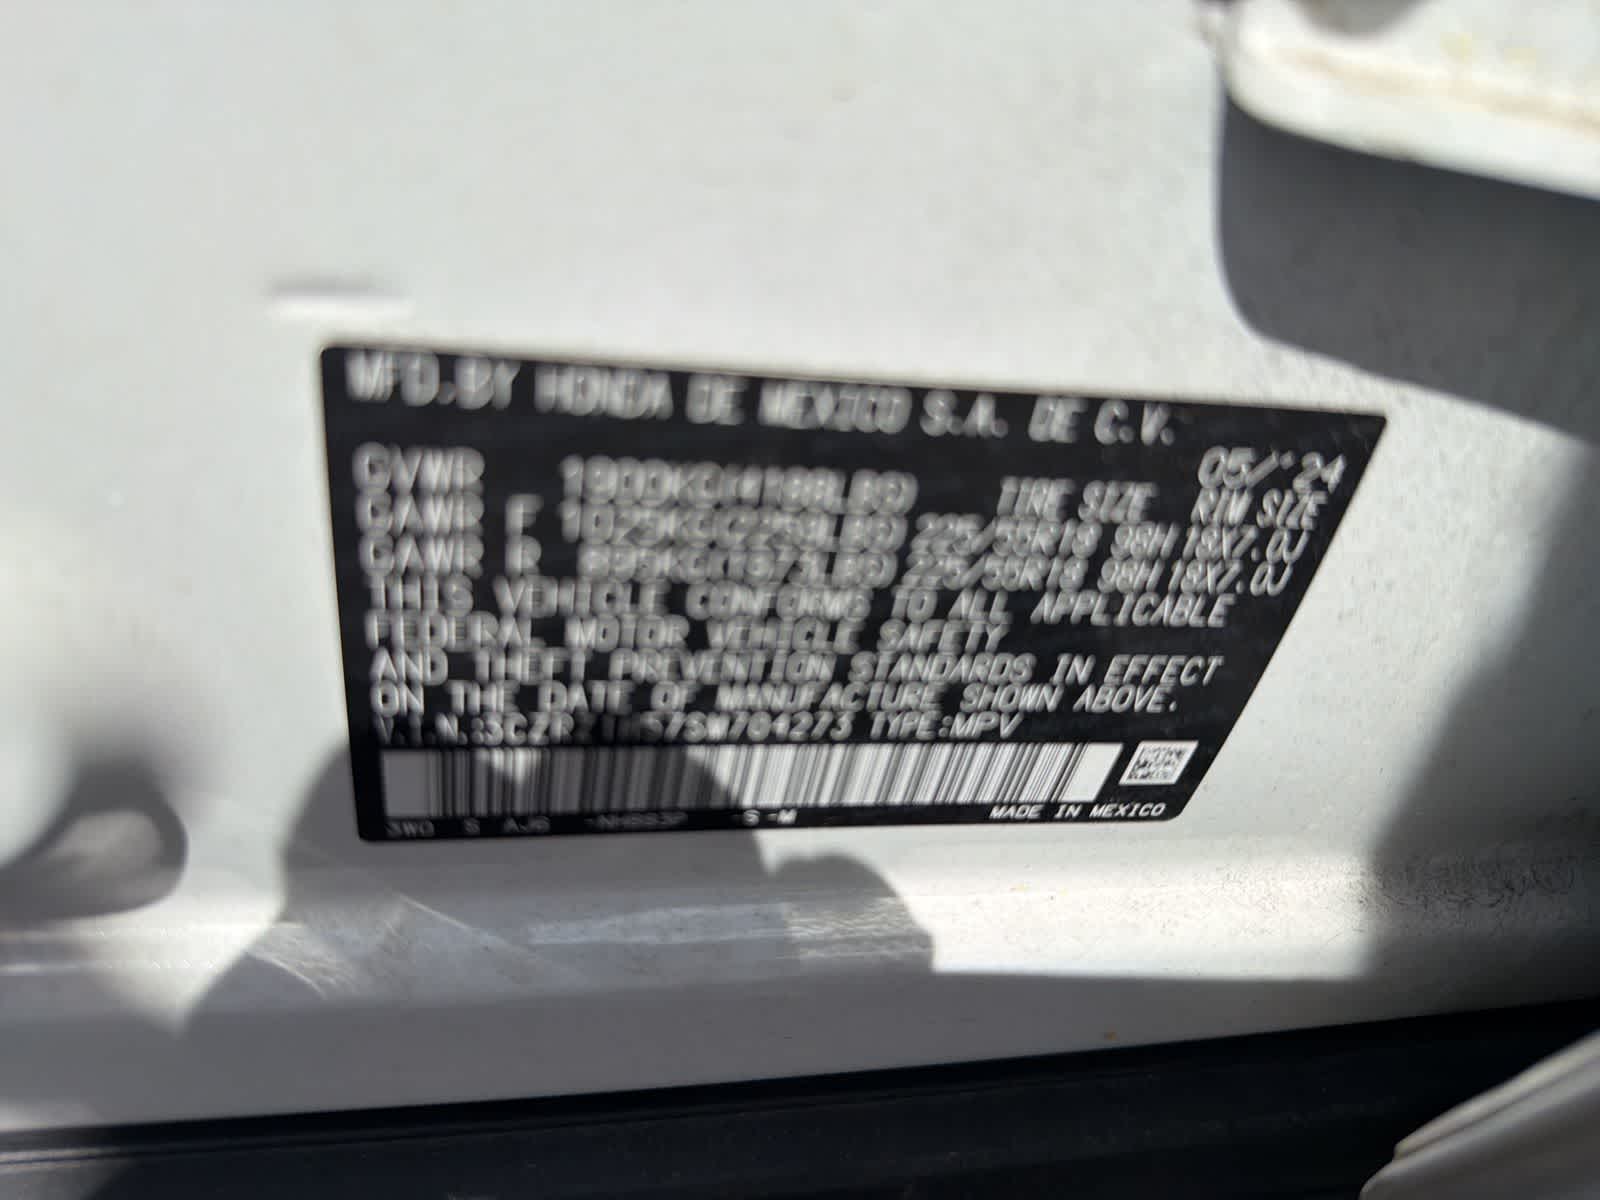 MFD.BY HONDA DE MEXICO S.A. DE C.V.
05/'24
GVWR 1900KG(4188LBS) TIRE SIZE RIM SIZE
GAWR F 1025KG(2259LBS) 225/55R18 98H 18X7.0J
GAWR R 895KG(1973LBS) 225/55R18 98H 18X7.0J
THIS VEHICLE CONFORMS TO ALL APPLICABLE
FEDERAL MOTOR VEHICLE SAFETY
AND THEFT PREVENTION STANDARDS IN EFFECT
ON THE DATE OF MANUFACTURE SHOWN ABOVE.
V.I.N.: TYPE:MPV
-S -M MADE IN MEXICO